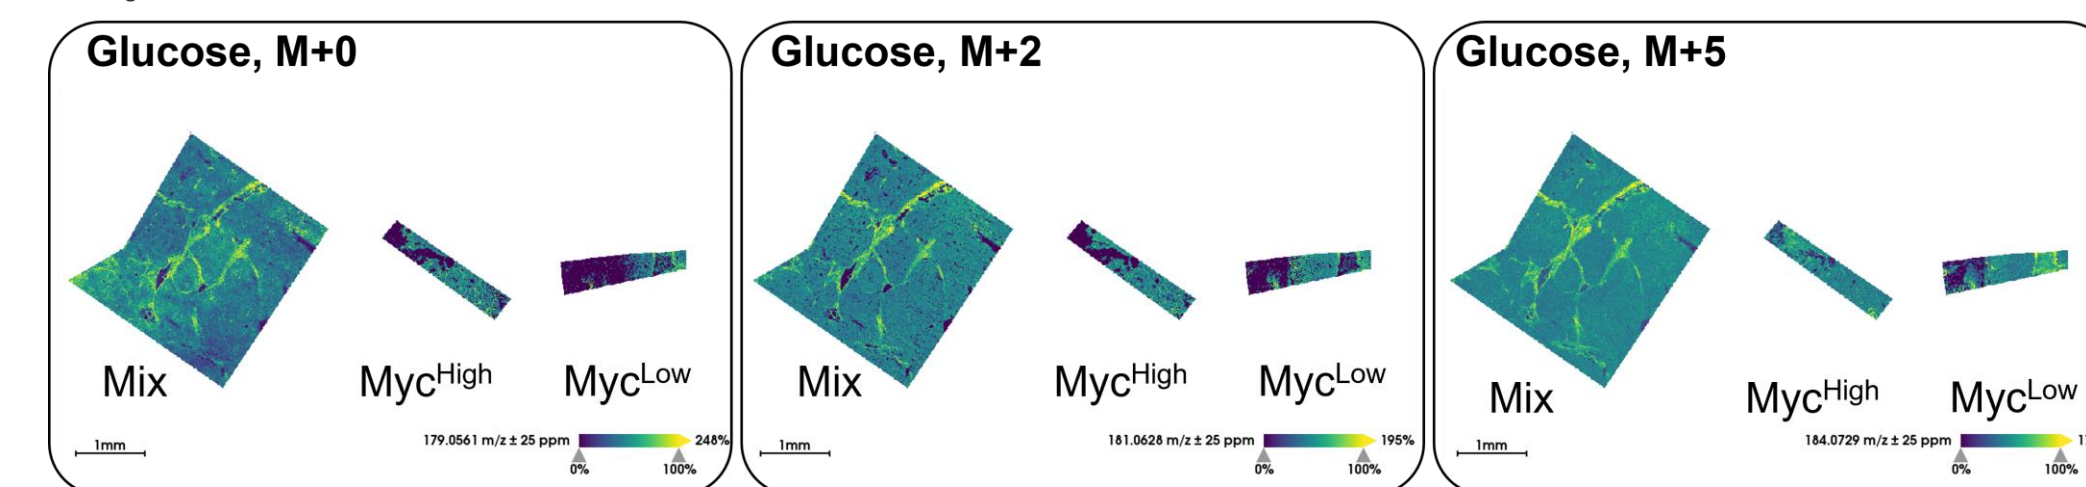 Glucose, M+0
Mix
MycHigh
MycLow
1mm
179.0561 m/z ± 25 ppm
248%
0%
100%
Glucose, M+2
Mix
MycHigh
MycLow
1mm
181.0628 m/z ± 25 ppm
195%
0%
100%
Glucose, M+5
Mix
MycHigh
MycLow
1mm
184.0729 m/z ± 25 ppm
0%
100%